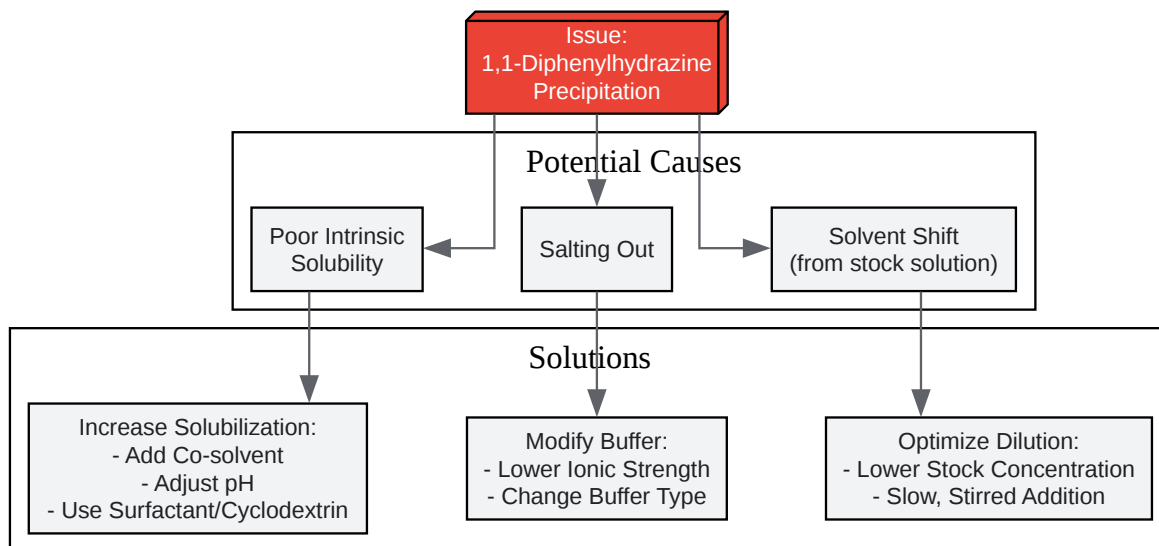 Issue:
1,1-Diphenylhydrazine
Precipitation
Potential Causes
Poor Intrinsic
Solubility
Salting Out
Solvent Shift
(from stock solution)
Solutions
Increase Solubilization:
- Add Co-solvent
- Adjust pH
- Use Surfactant/Cyclodextrin
Modify Buffer:
- Lower Ionic Strength
- Change Buffer Type
Optimize Dilution:
- Lower Stock Concentration
- Slow, Stirred Addition